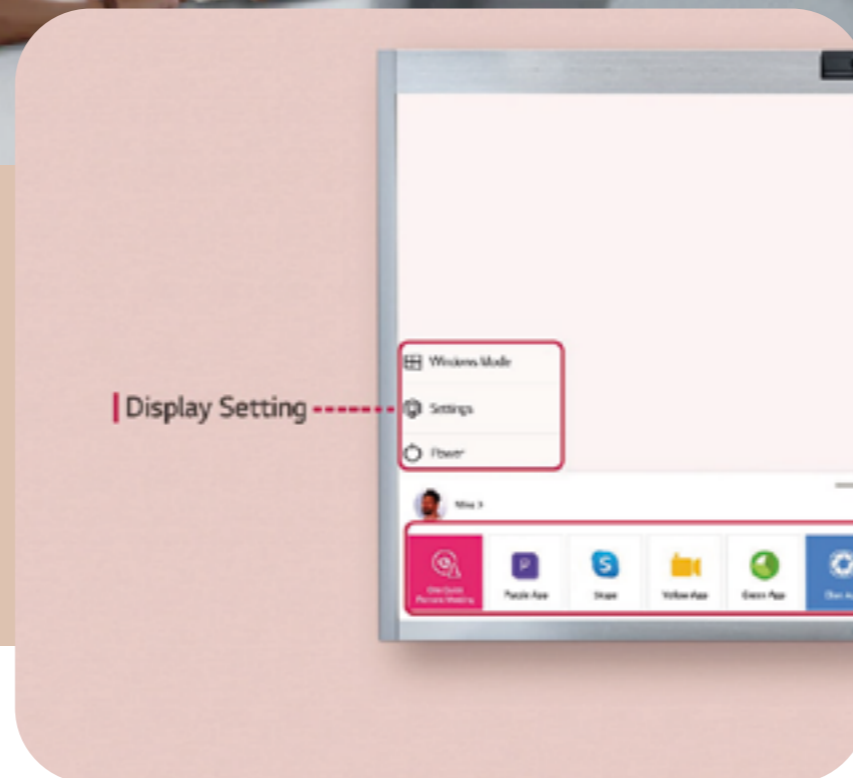 Windows Mode
Display Setting
Settings
Power
Purple App
Skype
Yellow App
Green App